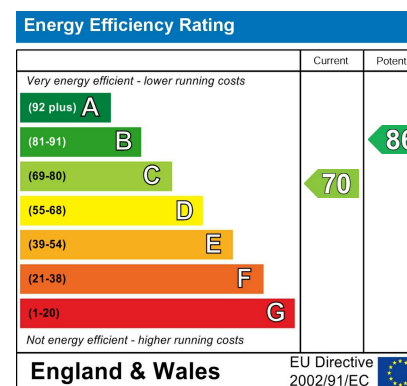 Energy Efficiency Rating
Current Potent
Very energy efficient - lower running costs
(92 plus) A
(81-91) B
86
(69-80) C
70
(55-68) D
(39-54) E
(21-38) F
(1-20) G
Not energy efficient - higher running costs
England & Wales
EU Directive
2002/91/EC